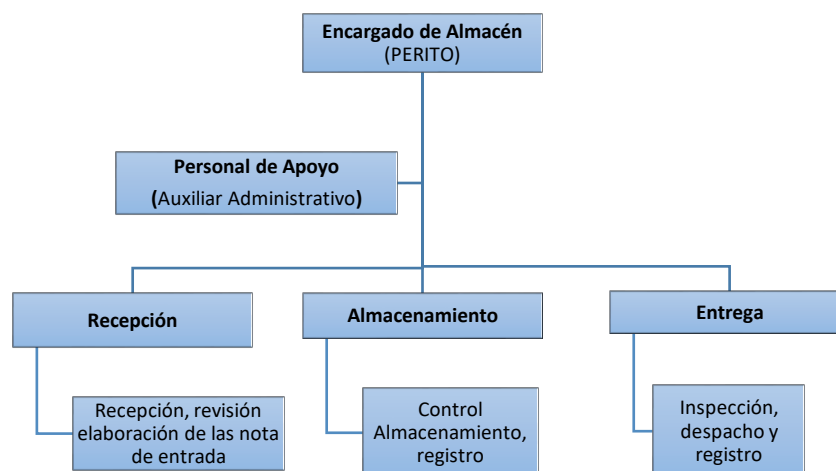 Encargado de Almacén
(PERITO)
Personal de Apoyo
(Auxiliar Administrativo)
Recepción
Almacenamiento
Entrega
Recepción, revisión
elaboración de las nota
de entrada
Control
Almacenamiento,
registro
Inspección,
despacho y
registro